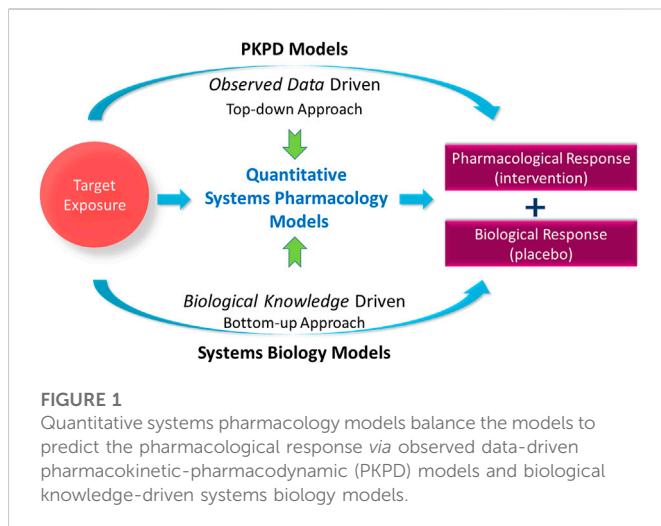 PKPD Models
Observed Data Driven
Top-down Approach
Target
Exposure
Quantitative
Systems Pharmacology
Models
Pharmacological Response
(intervention)
+
Biological Response
(placebo)
Biological Knowledge Driven
Bottom-up Approach
Systems Biology Models
FIGURE 1
Quantitative systems pharmacology models balance the models to
predict the pharmacological response via observed data-driven
pharmacokinetic-pharmacodynamic (PKPD) models and biological
knowledge-driven systems biology models.